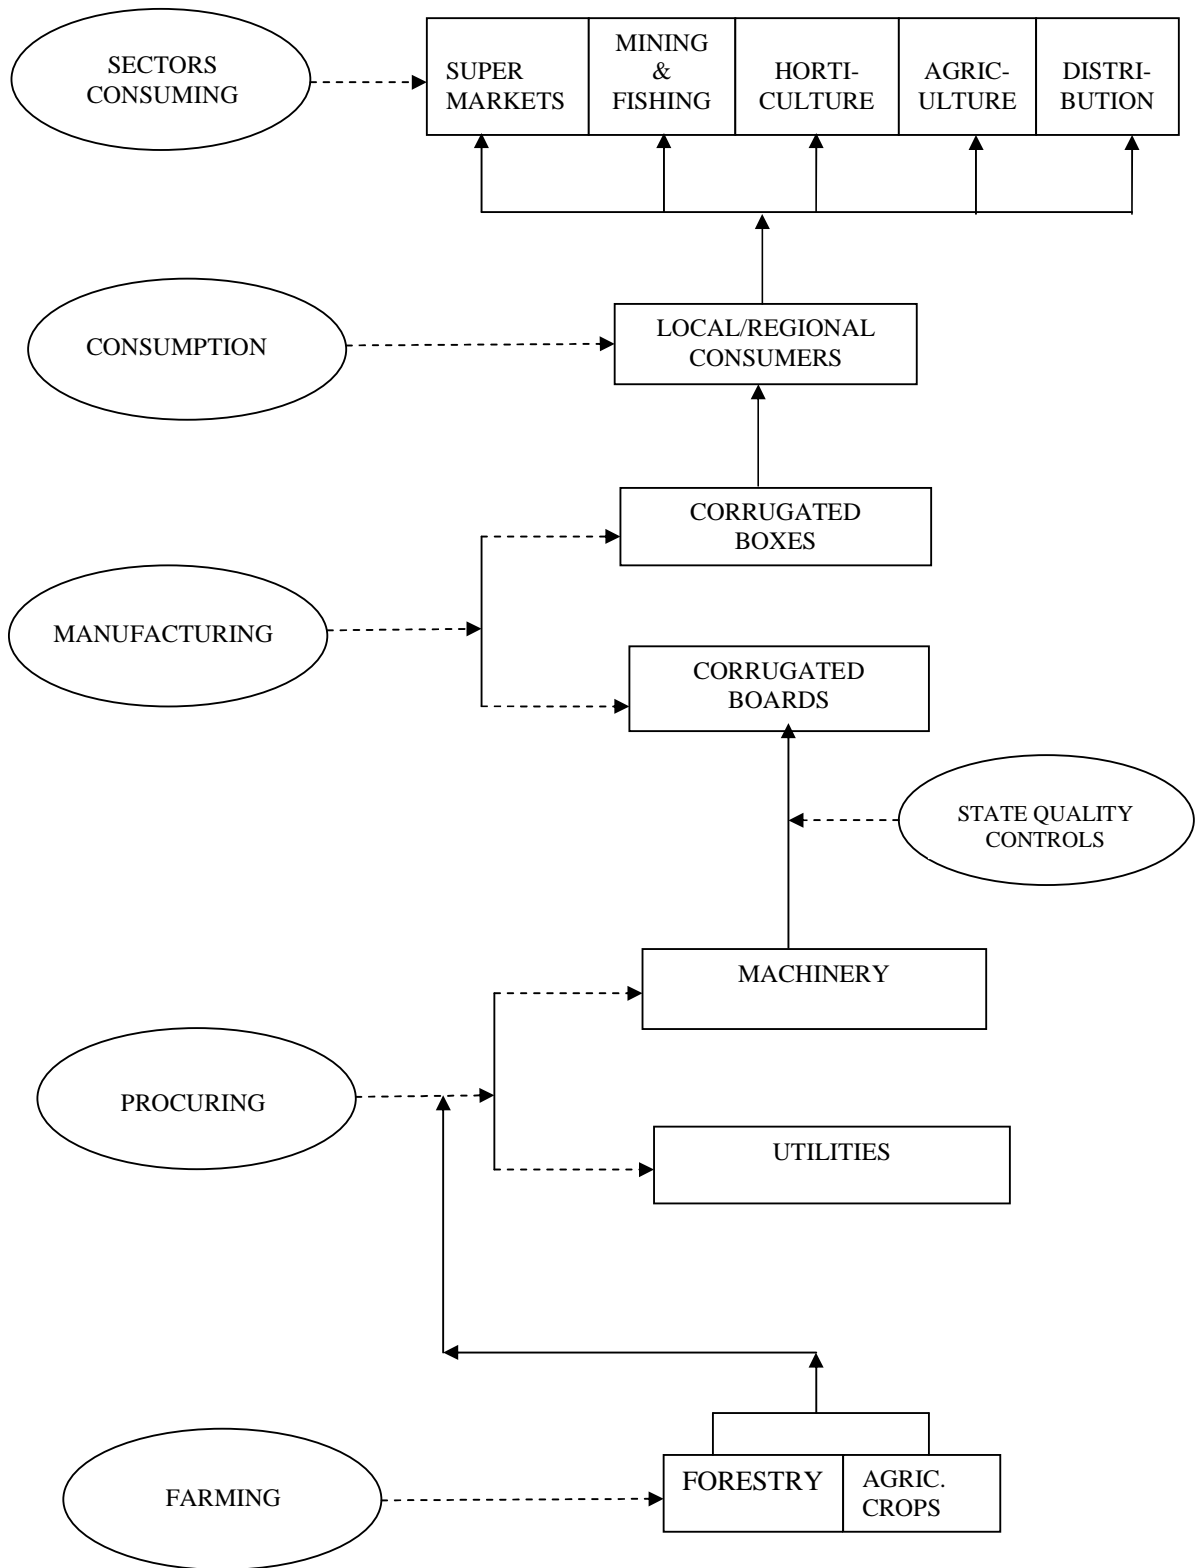 SECTORS
CONSUMING
SUPER
MARKETS
MINING
&
FISHING
HORTI-
CULTURE
AGRIC-
ULTURE
DISTRI-
BUTION
CONSUMPTION
LOCAL/REGIONAL
CONSUMERS
CORRUGATED
BOXES
MANUFACTURING
CORRUGATED
BOARDS
STATE QUALITY
CONTROLS
MACHINERY
PROCURING
UTILITIES
FARMING
FORESTRY
AGRIC.
CROPS